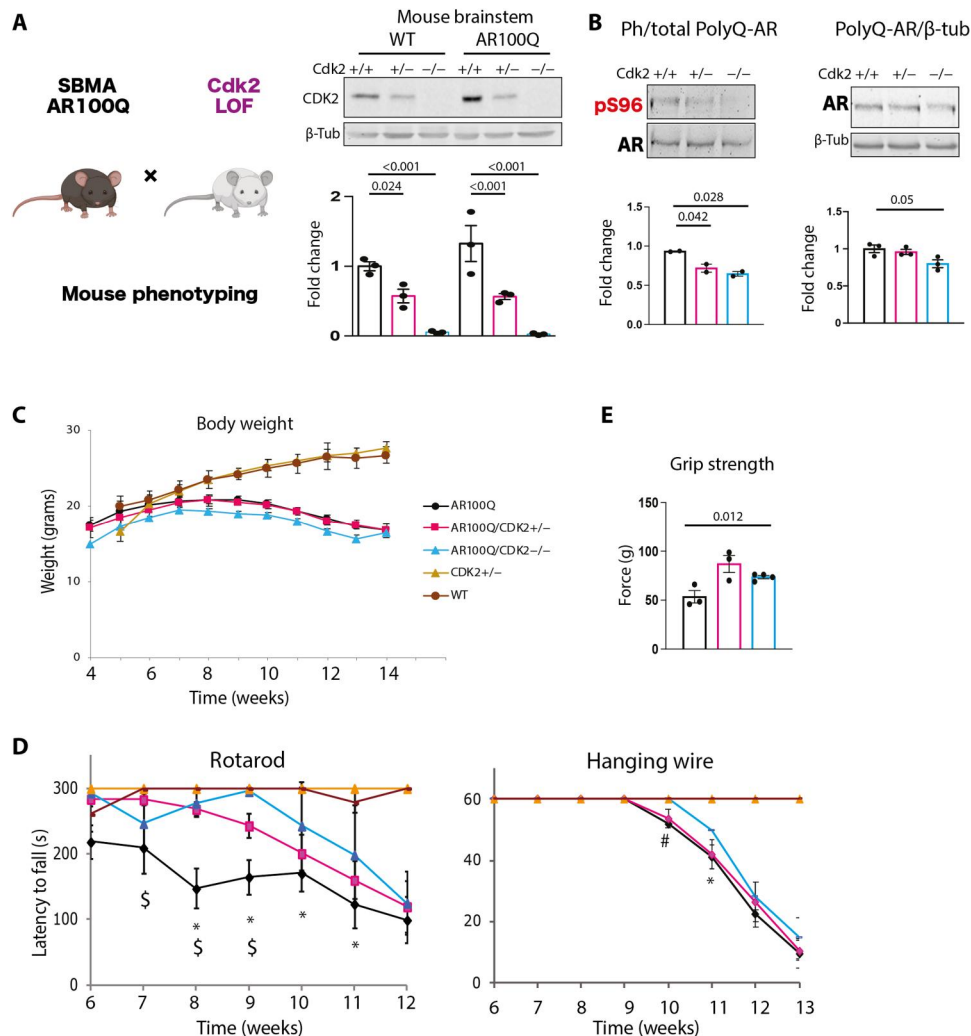 A
SBMA
AR100Q
Cdk2
LOF
×
Mouse phenotyping
Mouse brainstem
WT
AR100Q
Cdk2 +/+ +/− −/− +/+ +/− −/−
CDK2
β-Tub
<0.001
0.024
<0.001
<0.001
Fold change
2
1
0
B
Ph/total PolyQ-AR
Cdk2 +/+ +/− −/−
pS96
AR
0.028
0.042
Fold change
1.5
1.0
0.5
0.0
PolyQ-AR/β-tub
Cdk2 +/+ +/− −/−
AR
β-Tub
0.05
Fold change
1.5
1.0
0.5
0.0
C
Body weight
Weight (grams)
30
20
10
0
4 6 8 10 12 14
Time (weeks)
AR100Q
AR100Q/CDK2+/−
AR100Q/CDK2−/−
CDK2+/−
WT
E
Grip strength
0.012
Force (g)
150
100
50
0
D
Rotarod
Latency to fall (s)
300
200
100
0
$
*
$
*
$
*
*
6 7 8 9 10 11 12
Time (weeks)
Hanging wire
60
40
20
0
#
*
6 7 8 9 10 11 12 13
Time (weeks)